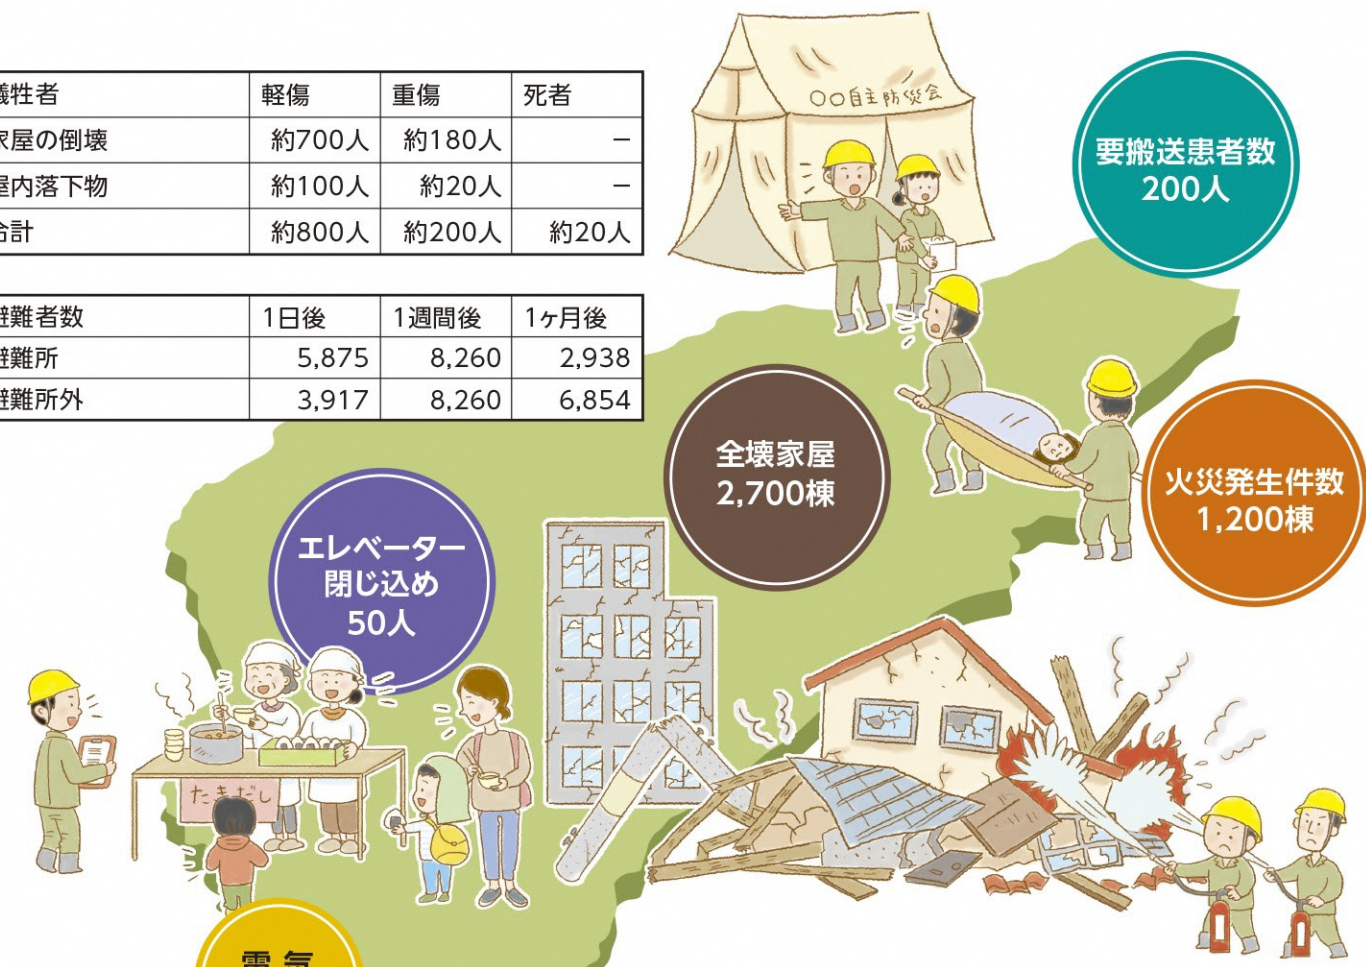 牲者 軽傷 重傷 死者
家屋の倒壊 約700人 約180人 −
屋内落下物 約100人 約20人 −
合計 約800人 約200人 約20人
避難者数 1日後 1週間後 1ヶ月後
避難所 5,875 8,260 2,938
避難所外 3,917 8,260 6,854
〇〇自主防災会
要搬送患者数
200人
全壊家屋
2,700棟
火災発生件数
1,200棟
エレベーター
閉じ込め
50人
たきだし
電気